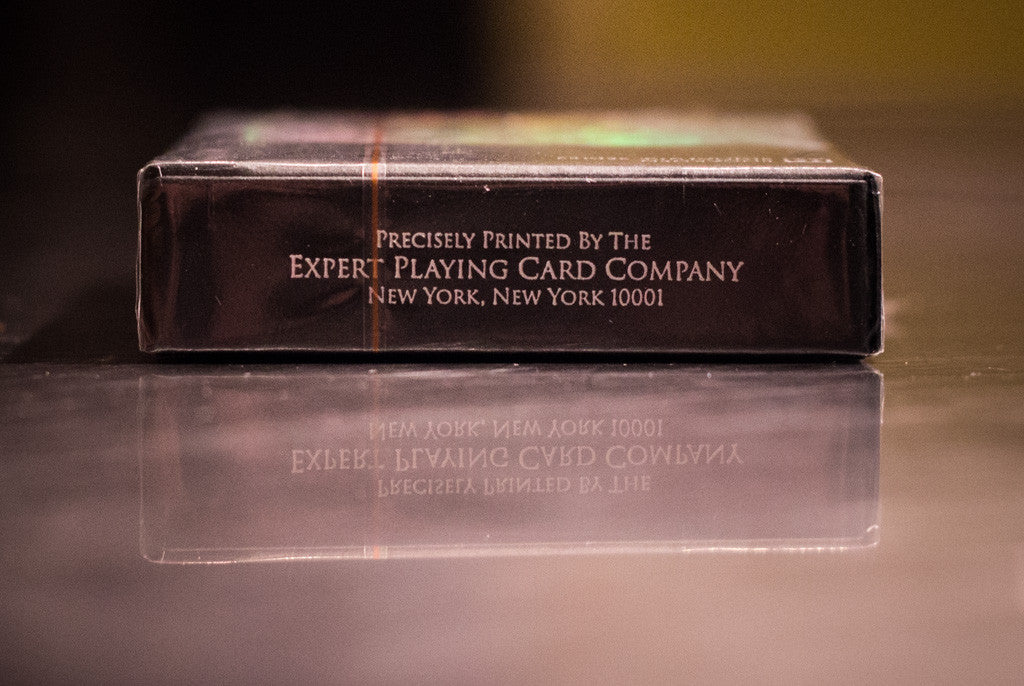 Precisely Printed By The
Expert Playing Card Company
New York, New York 10001